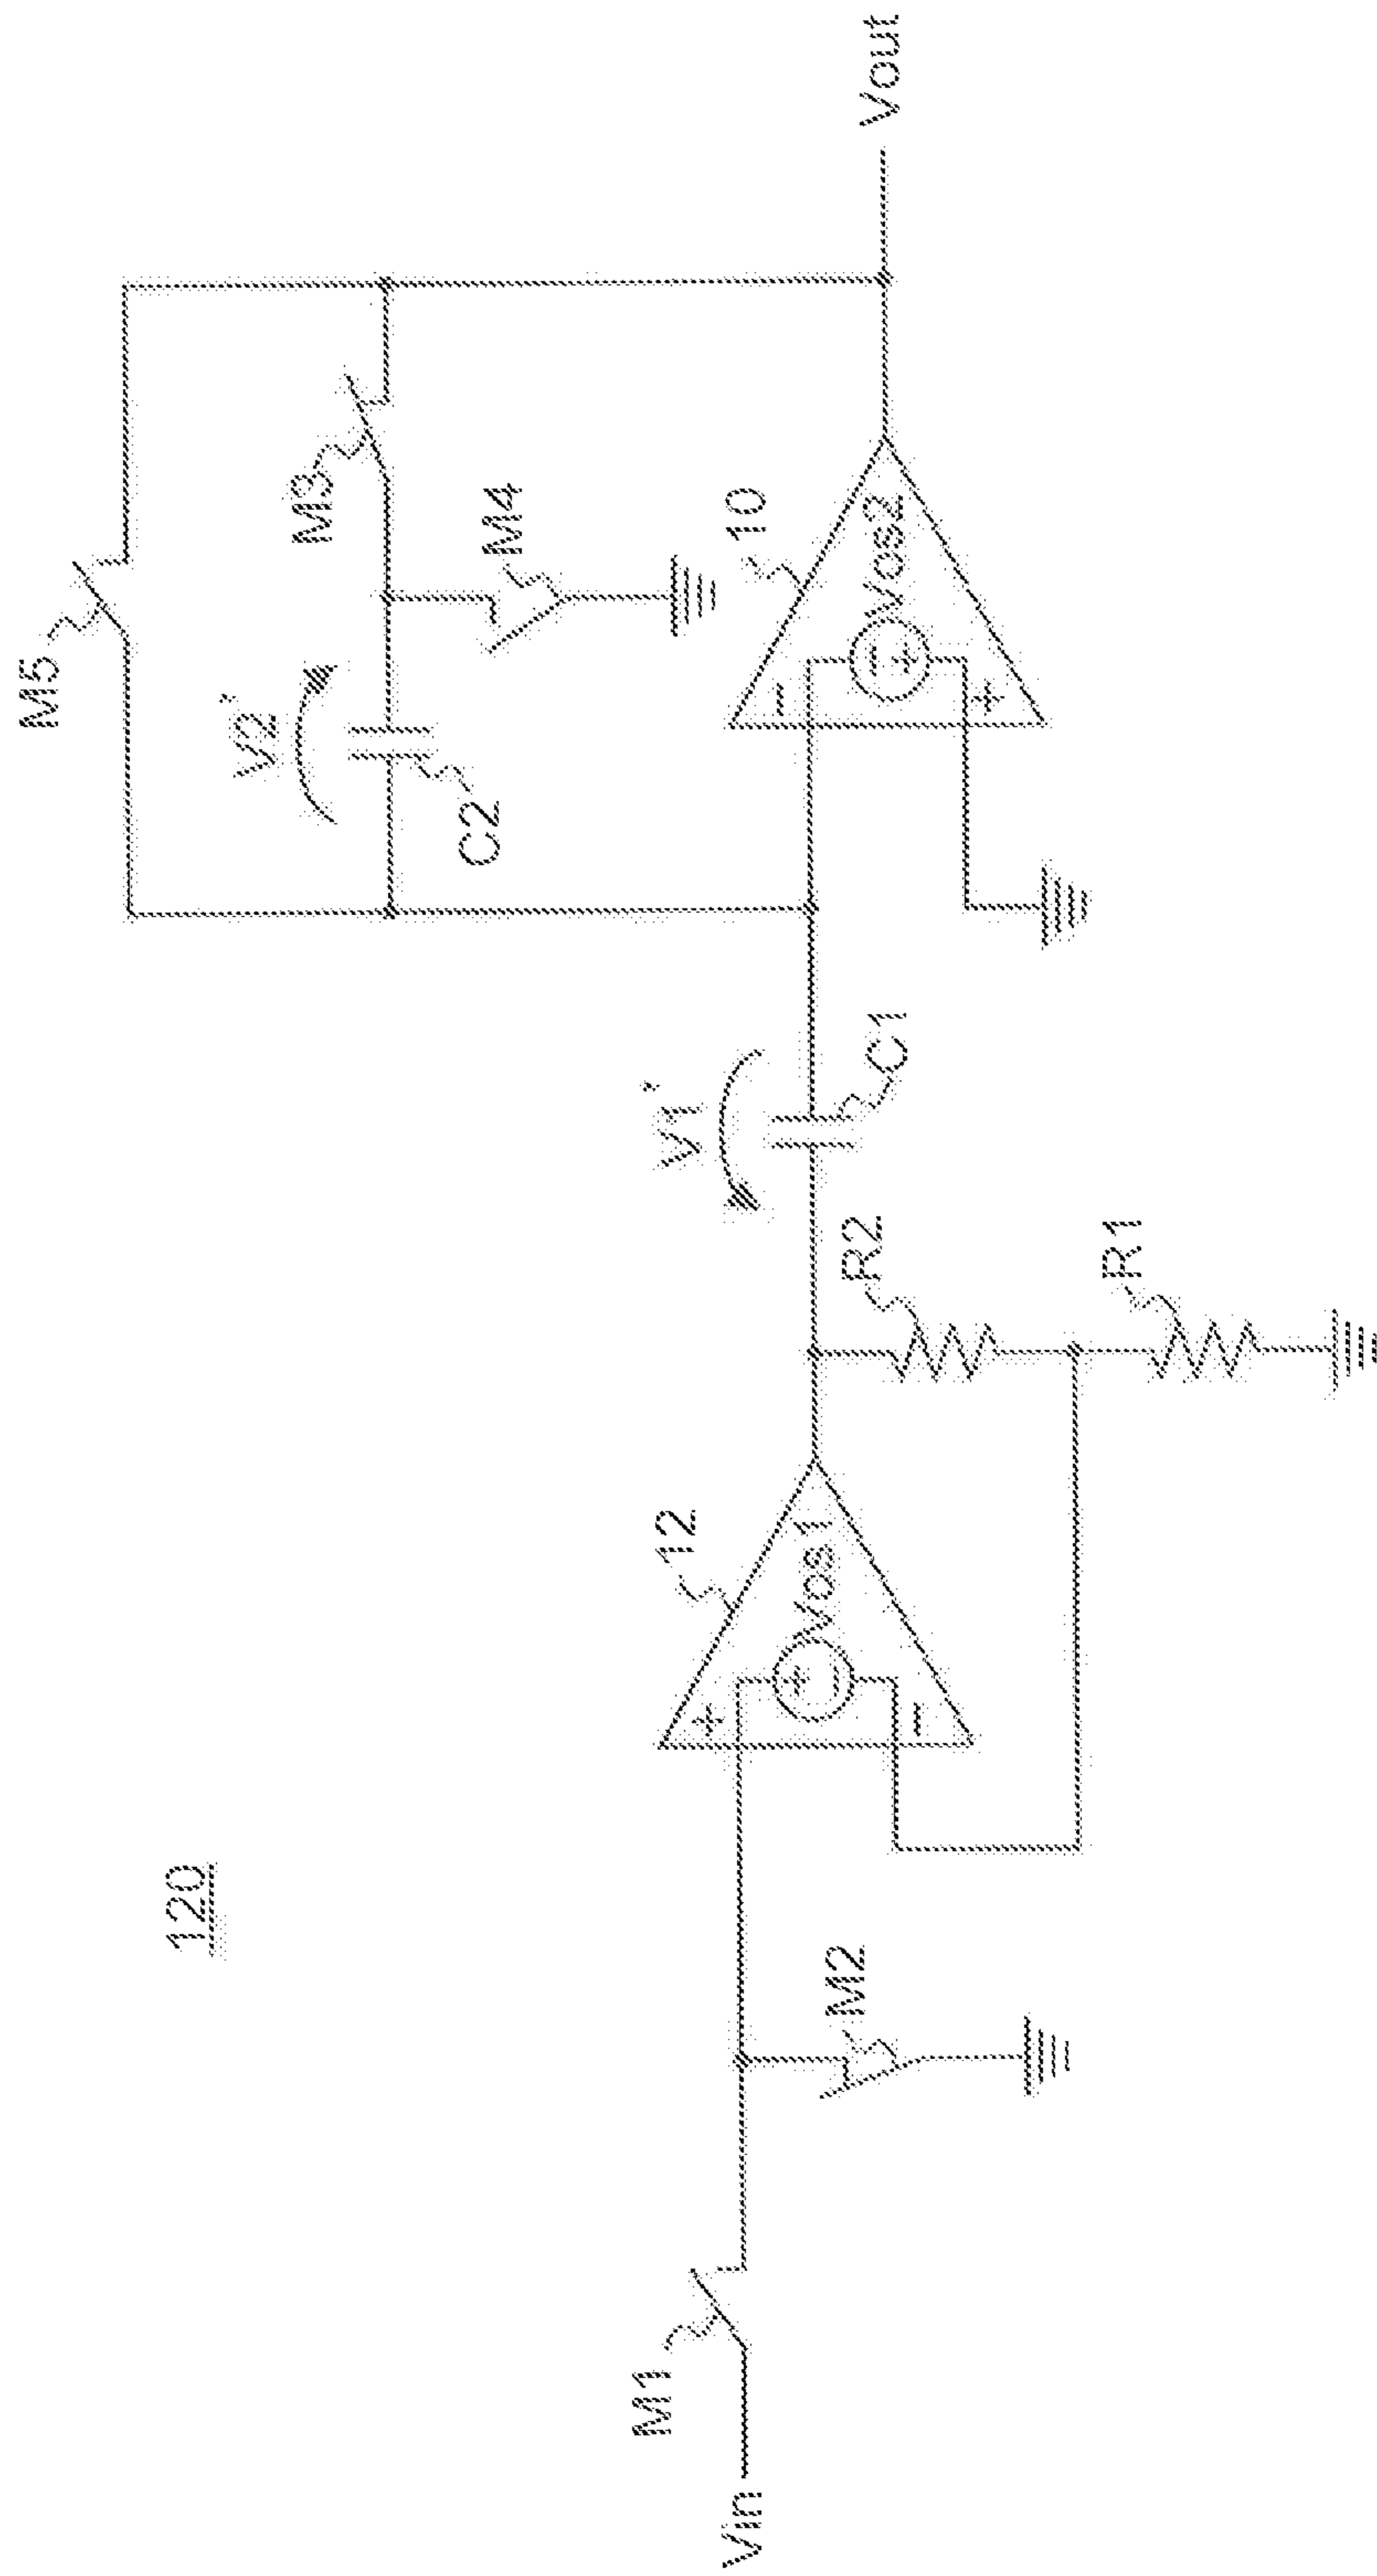 120
Vin
M1
M2
12
+
Vos1
+
−
−
R2
R1
V1'
C1
V2'
C2
M5
M3
M4
10
−
Vos2
−
+
+
Vout